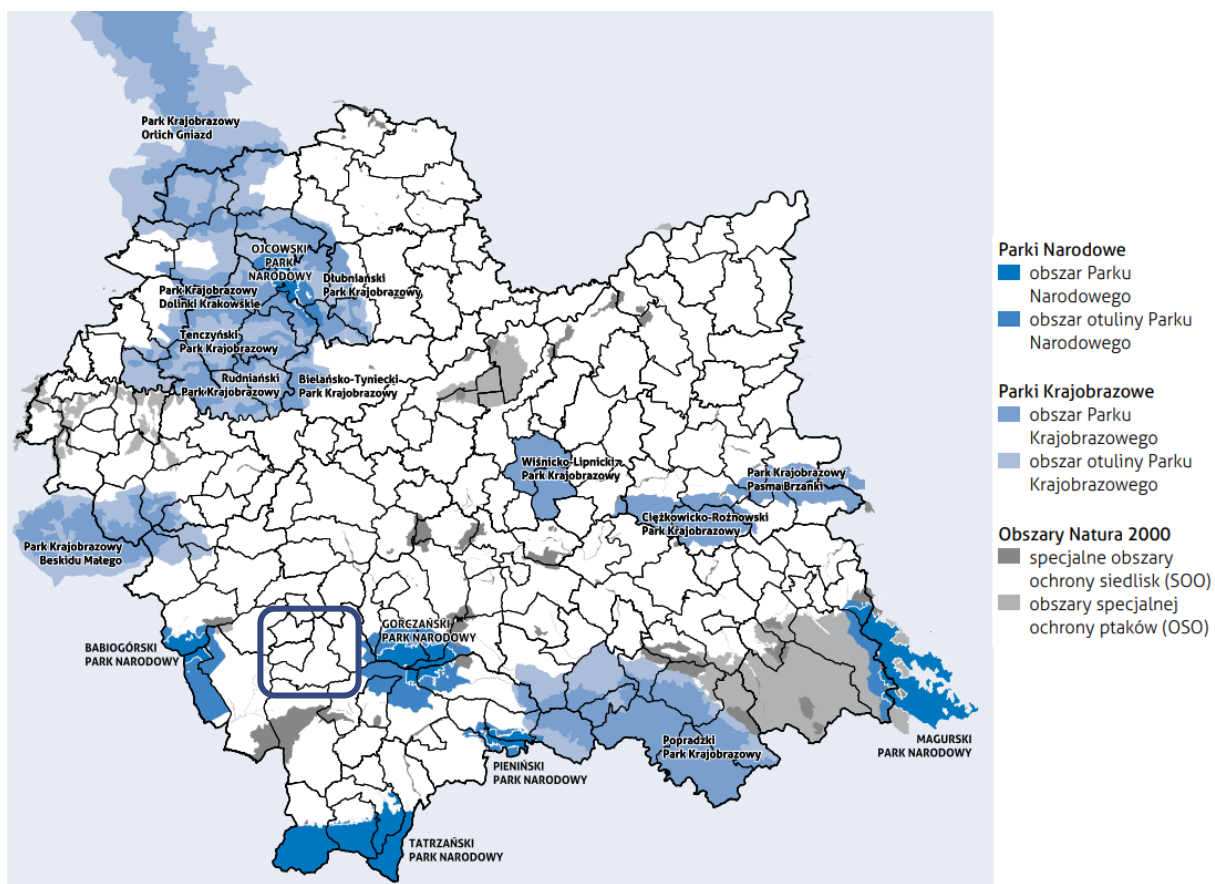 Park Krajobrazowy
Orlich Gniazd
OJCOWSKI
PARK
NARODOWY
Dłubniański
Park Krajobrazowy
Park Krajobrazowy
Dolinki Krakowskie
Tenczyński
Park Krajobrazowy
Rudniański
Park Krajobrazowy
Bielańsko-Tyniecki
Park Krajobrazowy
Wiśnicko-Lipnicki
Park Krajobrazowy
Park Krajobrazowy
Pasma Brzanki
Ciężkowicko-Rożnowski
Park Krajobrazowy
Park Krajobrazowy
Beskidu Małego
BABIOGÓRSKI
PARK NARODOWY
GORCZAŃSKI
PARK NARODOWY
PIENIŃSKI
PARK NARODOWY
Popradzki
Park Krajobrazowy
MAGURSKI
PARK NARODOWY
TATRZAŃSKI
PARK NARODOWY
Parki Narodowe
obszar Parku
Narodowego
obszar otuliny Parku
Narodowego
Parki Krajobrazowe
obszar Parku
Krajobrazowego
obszar otuliny Parku
Krajobrazowego
Obszary Natura 2000
specjalne obszary
ochrony siedlisk (SOO)
obszary specjalnej
ochrony ptaków (OSO)